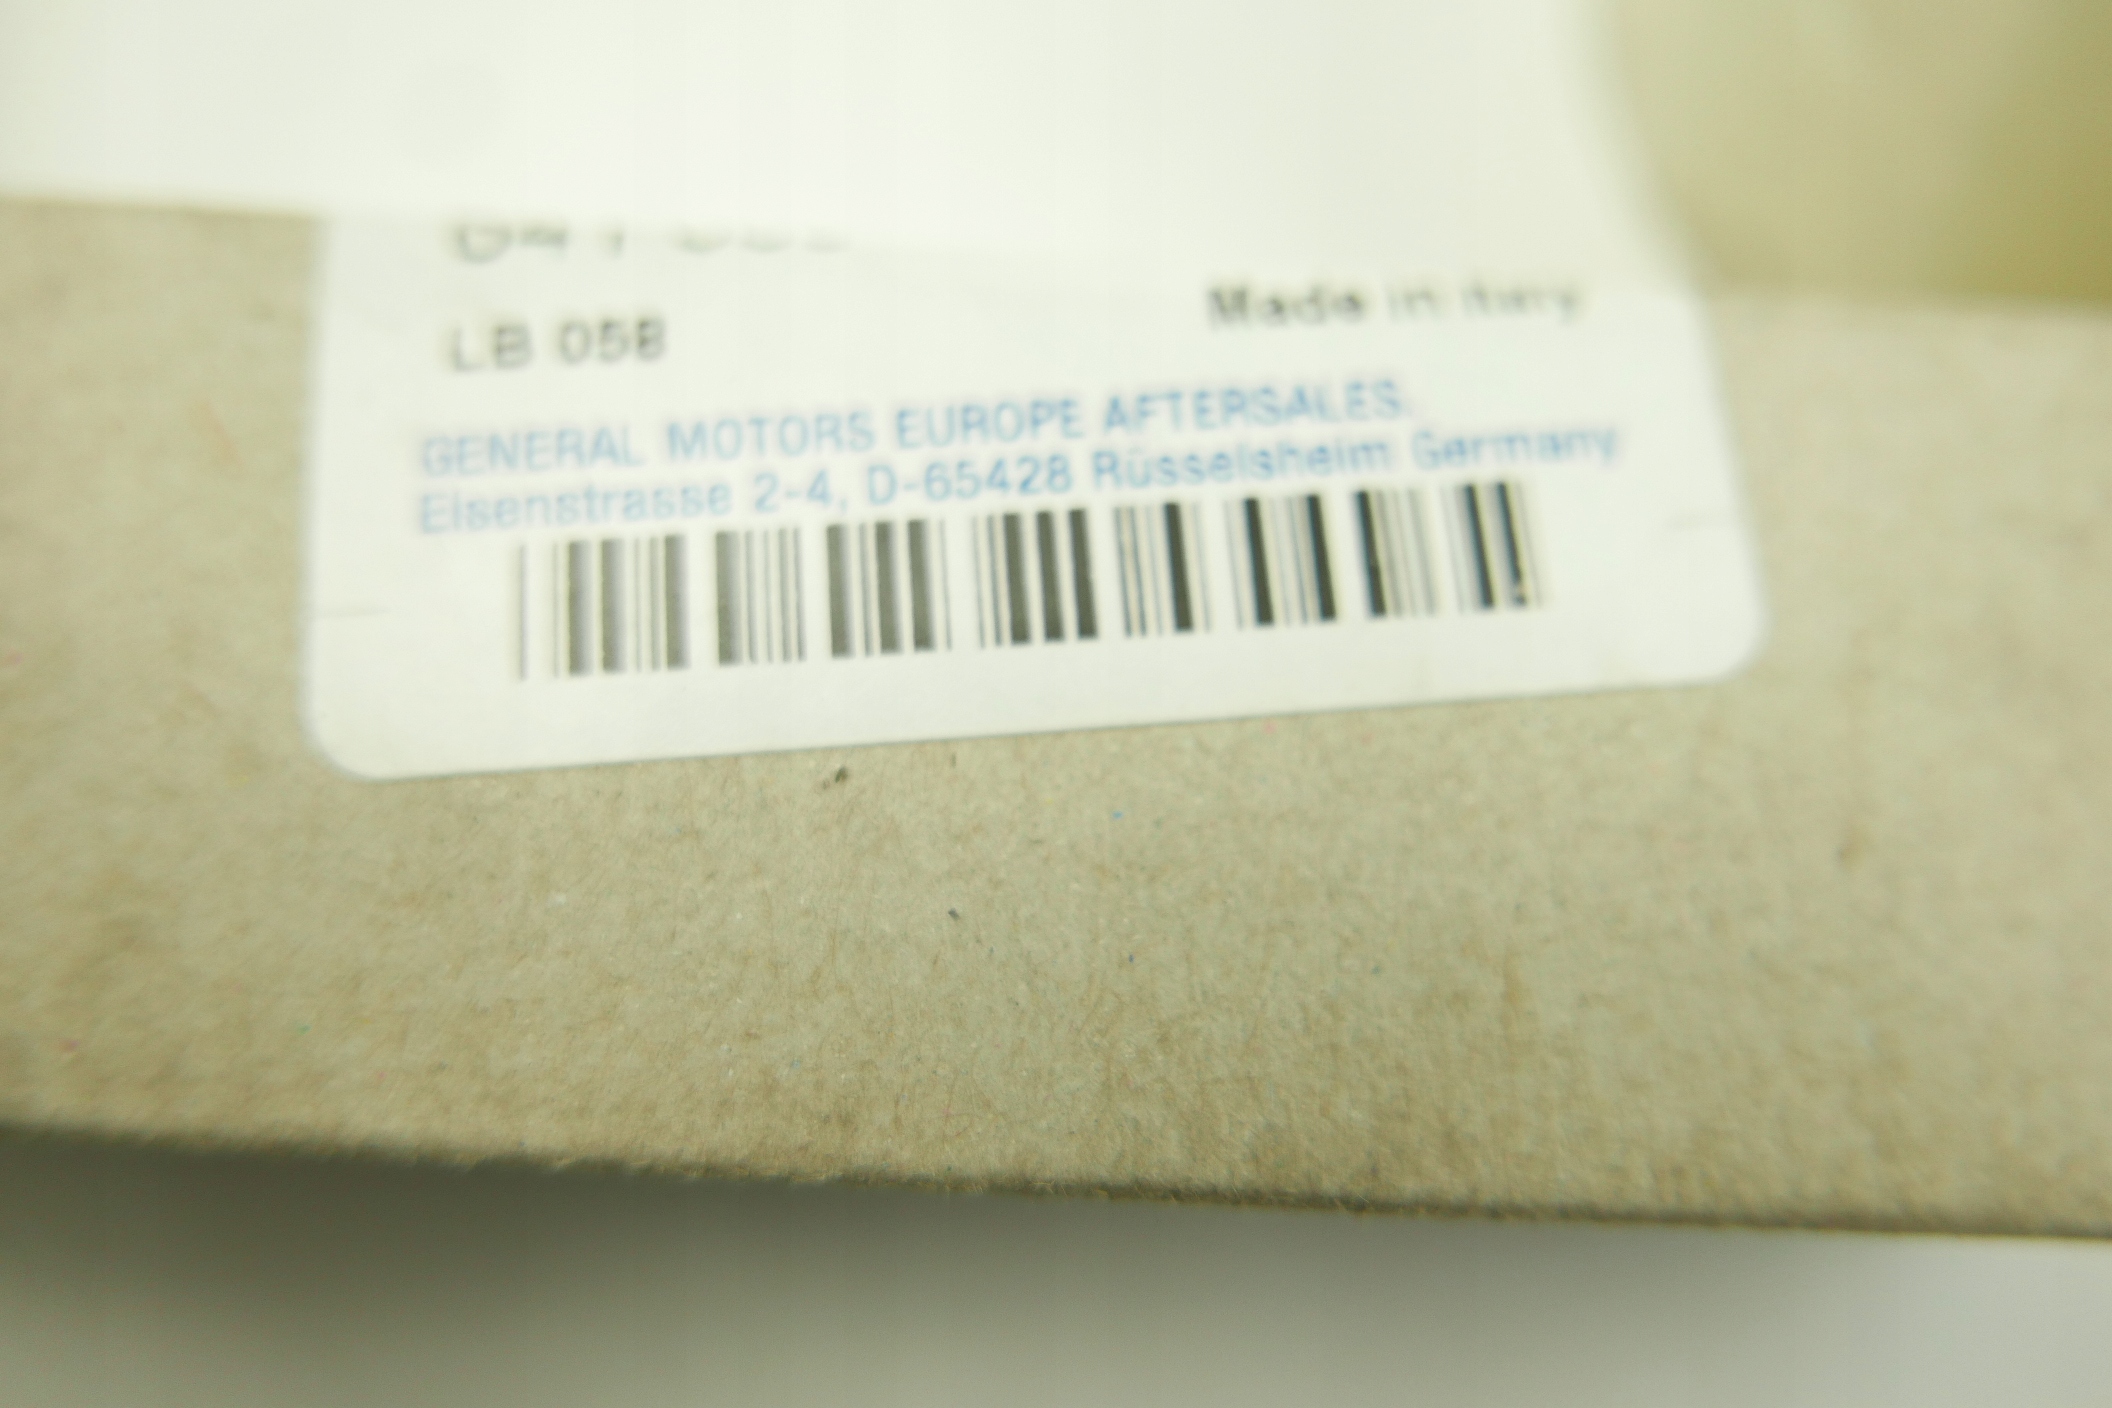 LB 058
Made in Italy
GENERAL MOTORS EUROPE AFTERSALES.
Eisenstrasse 2-4, D-65428 Rüsselsheim Germany